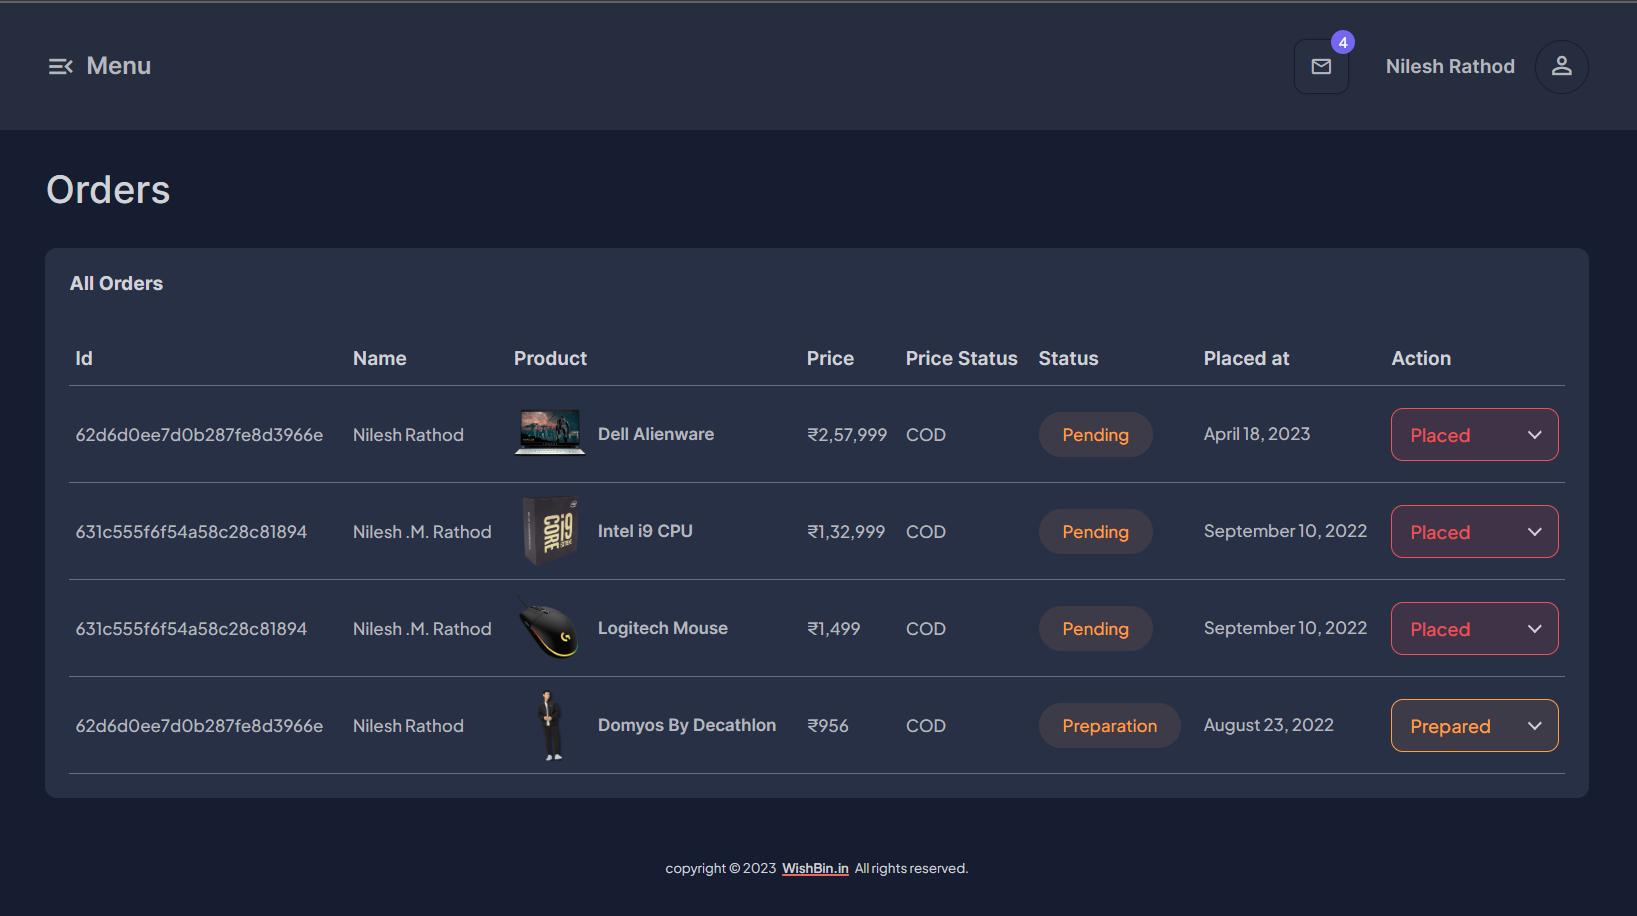 Menu
4
Nilesh Rathod
Orders
All Orders
Id Name Product Price Price Status Status Placed at Action
62d6d0ee7d0b287fe8d3966e Nilesh Rathod Dell Alienware ₹2,57,999 COD Pending April 18, 2023 Placed
631c555f6f54a58c28c81894 Nilesh .M. Rathod CORE i9 Intel i9 CPU ₹1,32,999 COD Pending September 10, 2022 Placed
631c555f6f54a58c28c81894 Nilesh .M. Rathod Logitech Mouse ₹1,499 COD Pending September 10, 2022 Placed
62d6d0ee7d0b287fe8d3966e Nilesh Rathod Domyos By Decathlon ₹956 COD Preparation August 23, 2022 Prepared
copyright © 2023 WishBin.in All rights reserved.